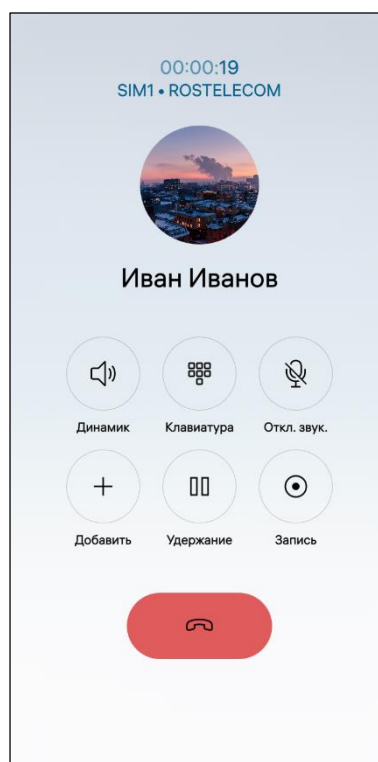 00:00:19
SIM1 • ROSTELECOM
Иван Иванов
Динамик Клавиатура Откл. звук.
Добавить Удержание Запись